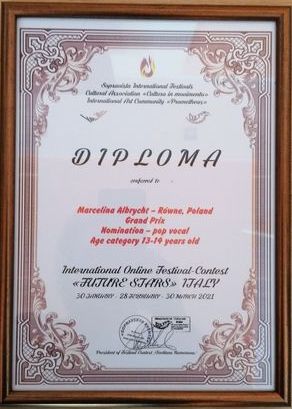 Supravista International Festivals
Cultural Association «Cultura in movimento»
International Art Community «Prometheus»
DIPLOMA
conferred to
Marcelina Albrycht – Równe, Poland
Grand Prix
Nomination – pop vocal
Age category 13-14 years old
International Online Festival-Contest
«FUTURE STARS» ITALY
30 JANUARY - 28 FEBRUARY - 30 MARCH 2021
President of Festival Contest